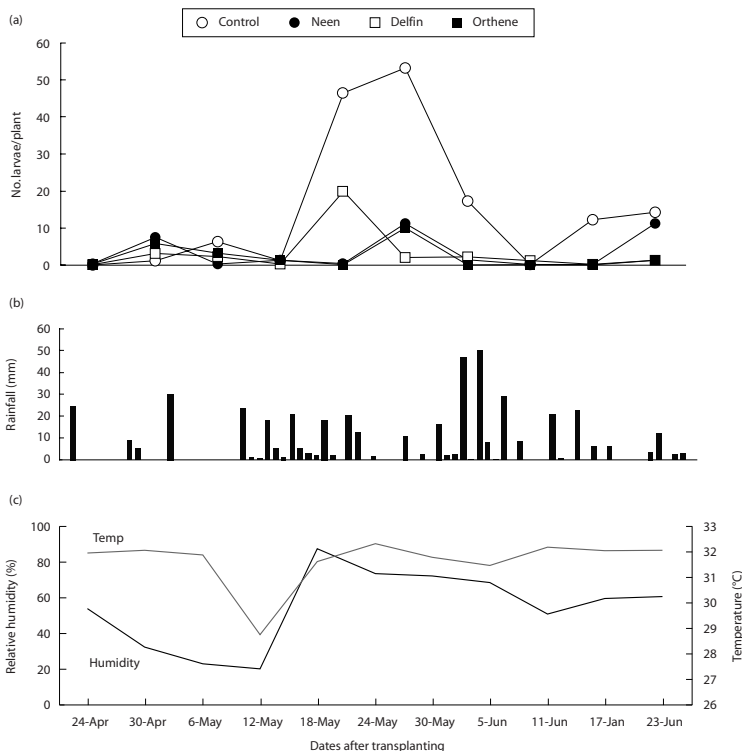 (a)
Control Neen Delfin Orthene
60
50
40
30
20
10
0
No. larvae/plant
(b)
60
50
40
30
20
10
0
Rainfall (mm)
(c)
100
80
60
40
20
0
Relative humidity (%)
Temp
Humidity
33
32
31
30
29
28
27
26
Temperature (°C)
24-Apr 30-Apr 6-May 12-May 18-May 24-May 30-May 5-Jun 11-Jun 17-Jan 23-Jun
Dates after transplanting